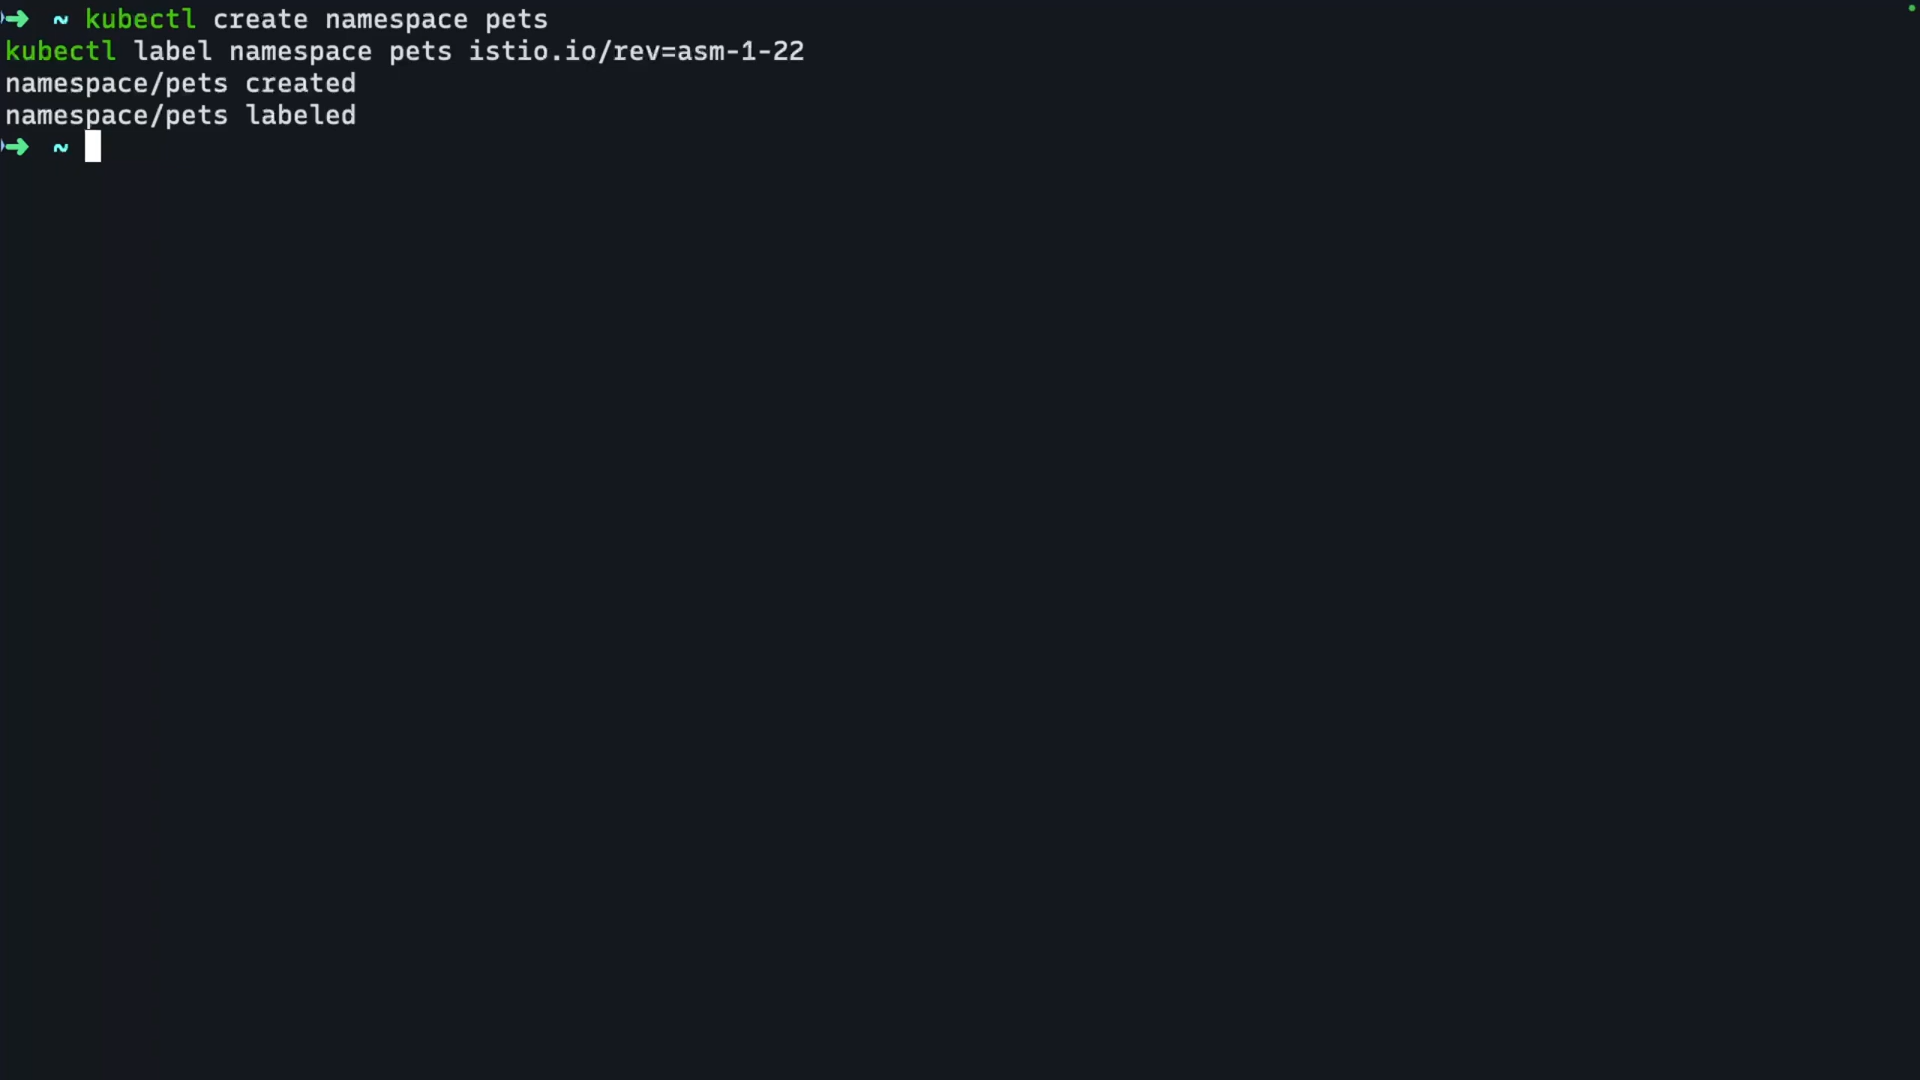 ➜ ~ kubectl create namespace pets
kubectl label namespace pets istio.io/rev=asm-1-22
namespace/pets created
namespace/pets labeled
➜ ~